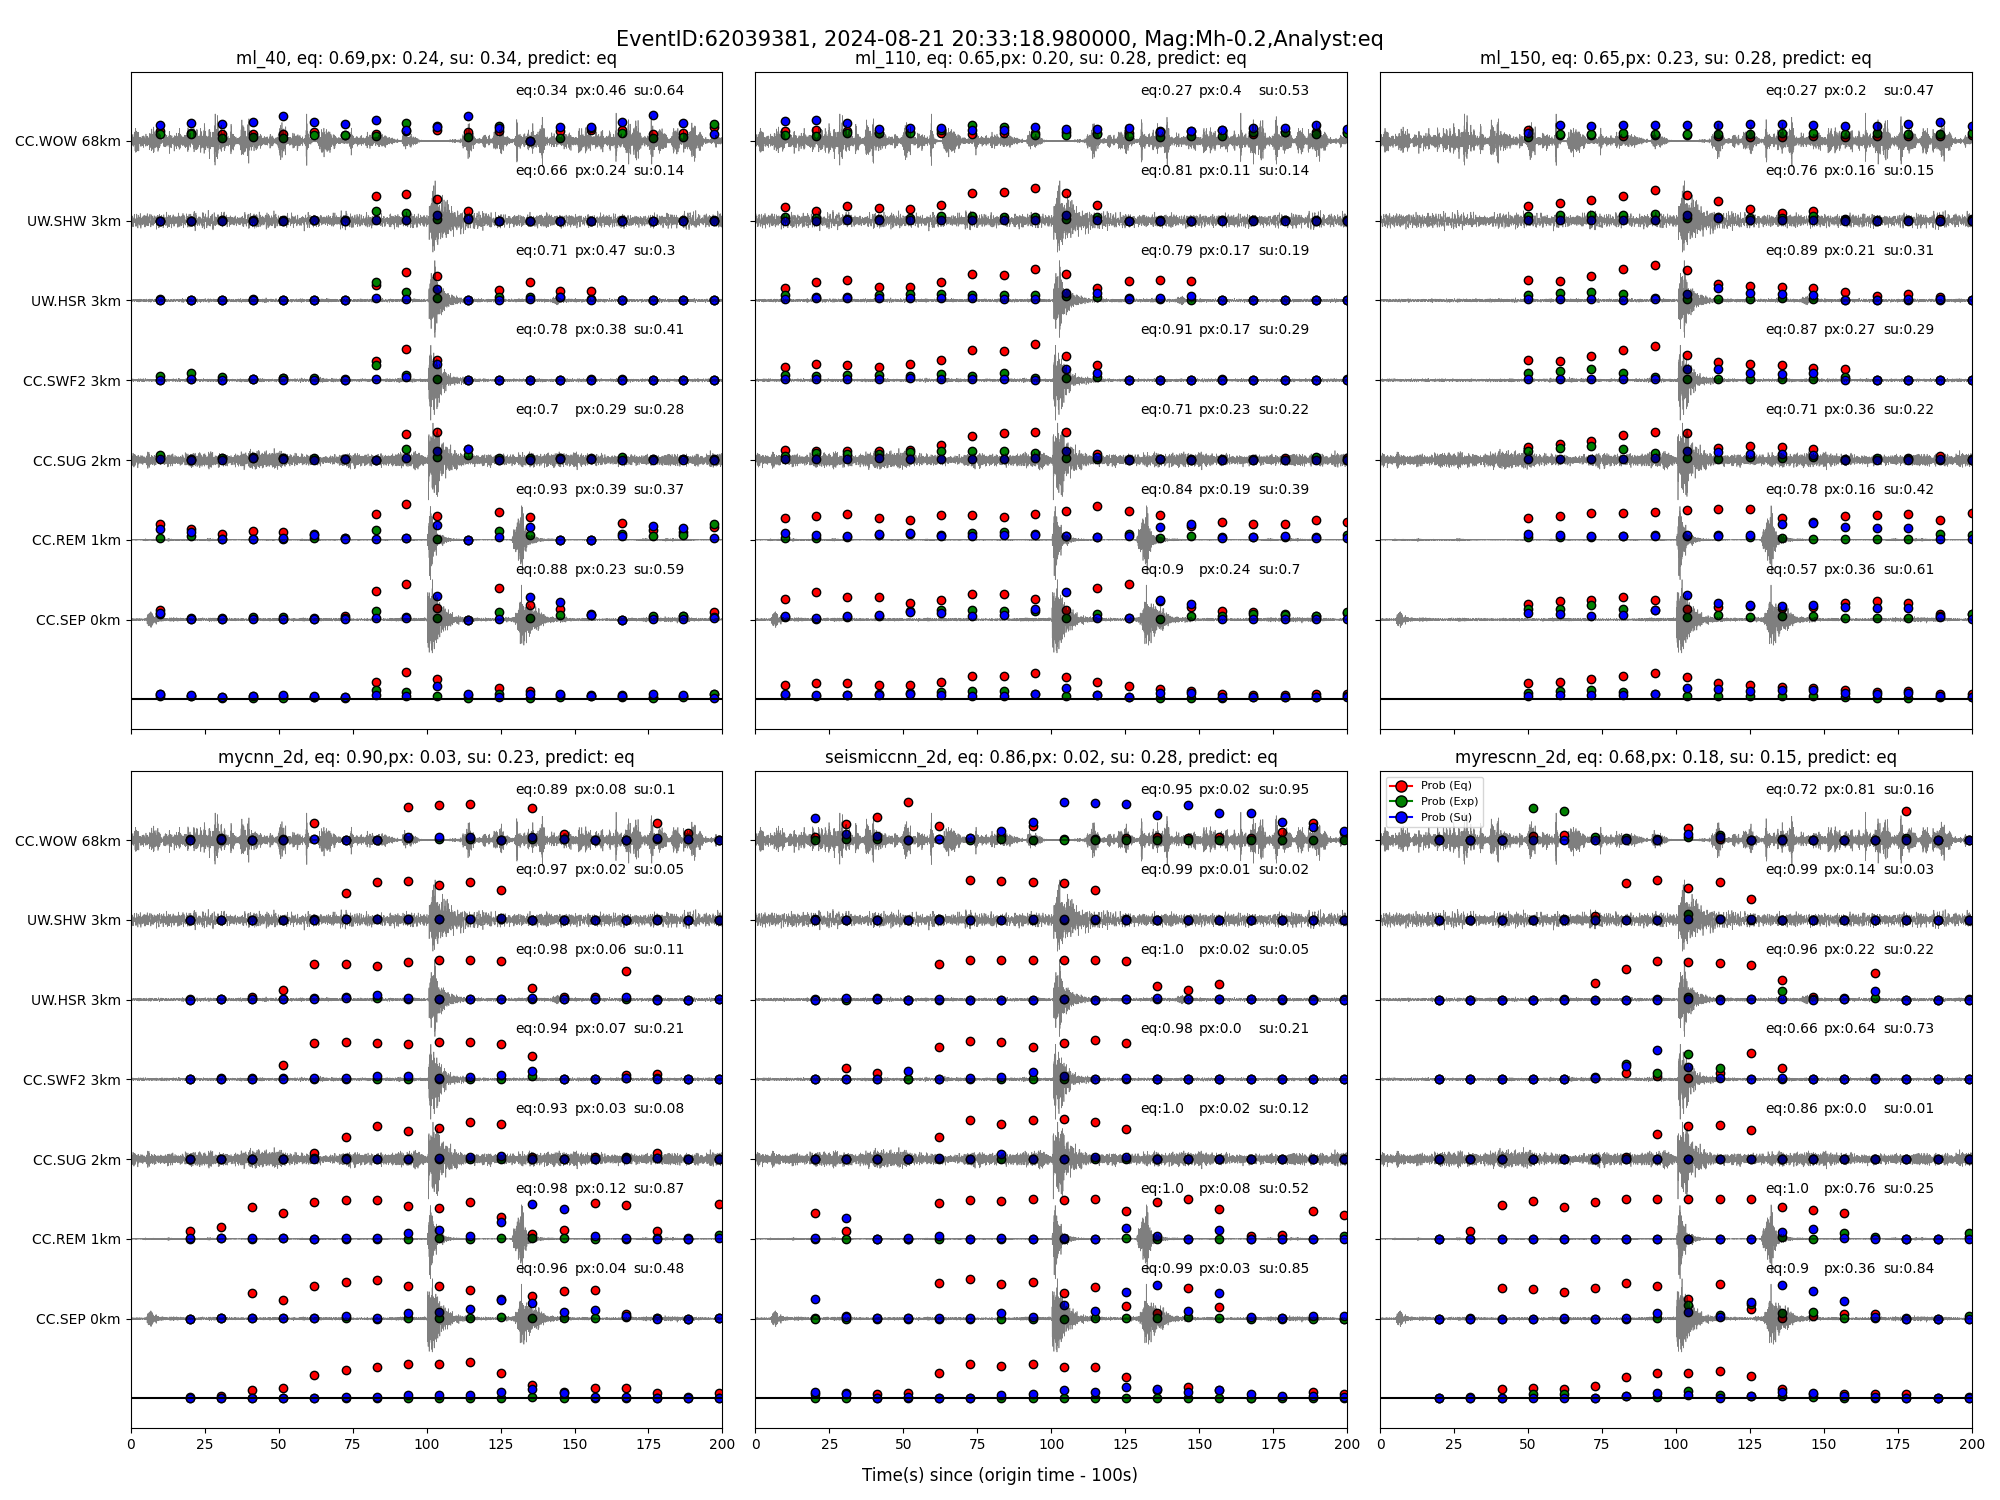 EventID:62039381, 2024-08-21 20:33:18.980000, Mag:Mh-0.2,Analyst:eq
ml_40, eq: 0.69,px: 0.24, su: 0.34, predict: eq
eq:0.34 px:0.46 su:0.64
CC.WOW 68km
eq:0.66 px:0.24 su:0.14
UW.SHW 3km
eq:0.71 px:0.47 su:0.3
UW.HSR 3km
eq:0.78 px:0.38 su:0.41
CC.SWF2 3km
eq:0.7 px:0.29 su:0.28
CC.SUG 2km
eq:0.93 px:0.39 su:0.37
CC.REM 1km
eq:0.88 px:0.23 su:0.59
CC.SEP 0km
ml_110, eq: 0.65,px: 0.20, su: 0.28, predict: eq
eq:0.27 px:0.4 su:0.53
eq:0.81 px:0.11 su:0.14
eq:0.79 px:0.17 su:0.19
eq:0.91 px:0.17 su:0.29
eq:0.71 px:0.23 su:0.22
eq:0.84 px:0.19 su:0.39
eq:0.9 px:0.24 su:0.7
ml_150, eq: 0.65,px: 0.23, su: 0.28, predict: eq
eq:0.27 px:0.2 su:0.47
eq:0.76 px:0.16 su:0.15
eq:0.89 px:0.21 su:0.31
eq:0.87 px:0.27 su:0.29
eq:0.71 px:0.36 su:0.22
eq:0.78 px:0.16 su:0.42
eq:0.57 px:0.36 su:0.61
mycnn_2d, eq: 0.90,px: 0.03, su: 0.23, predict: eq
eq:0.89 px:0.08 su:0.1
CC.WOW 68km
eq:0.97 px:0.02 su:0.05
UW.SHW 3km
eq:0.98 px:0.06 su:0.11
UW.HSR 3km
eq:0.94 px:0.07 su:0.21
CC.SWF2 3km
eq:0.93 px:0.03 su:0.08
CC.SUG 2km
eq:0.98 px:0.12 su:0.87
CC.REM 1km
eq:0.96 px:0.04 su:0.48
CC.SEP 0km
0 25 50 75 100 125 150 175 200
seismiccnn_2d, eq: 0.86,px: 0.02, su: 0.28, predict: eq
eq:0.95 px:0.02 su:0.95
eq:0.99 px:0.01 su:0.02
eq:1.0 px:0.02 su:0.05
eq:0.98 px:0.0 su:0.21
eq:1.0 px:0.02 su:0.12
eq:1.0 px:0.08 su:0.52
eq:0.99 px:0.03 su:0.85
0 25 50 75 100 125 150 175 200
myrescnn_2d, eq: 0.68,px: 0.18, su: 0.15, predict: eq
Prob (Eq)
Prob (Exp)
Prob (Su)
eq:0.72 px:0.81 su:0.16
eq:0.99 px:0.14 su:0.03
eq:0.96 px:0.22 su:0.22
eq:0.66 px:0.64 su:0.73
eq:0.86 px:0.0 su:0.01
eq:1.0 px:0.76 su:0.25
eq:0.9 px:0.36 su:0.84
0 25 50 75 100 125 150 175 200
Time(s) since (origin time - 100s)